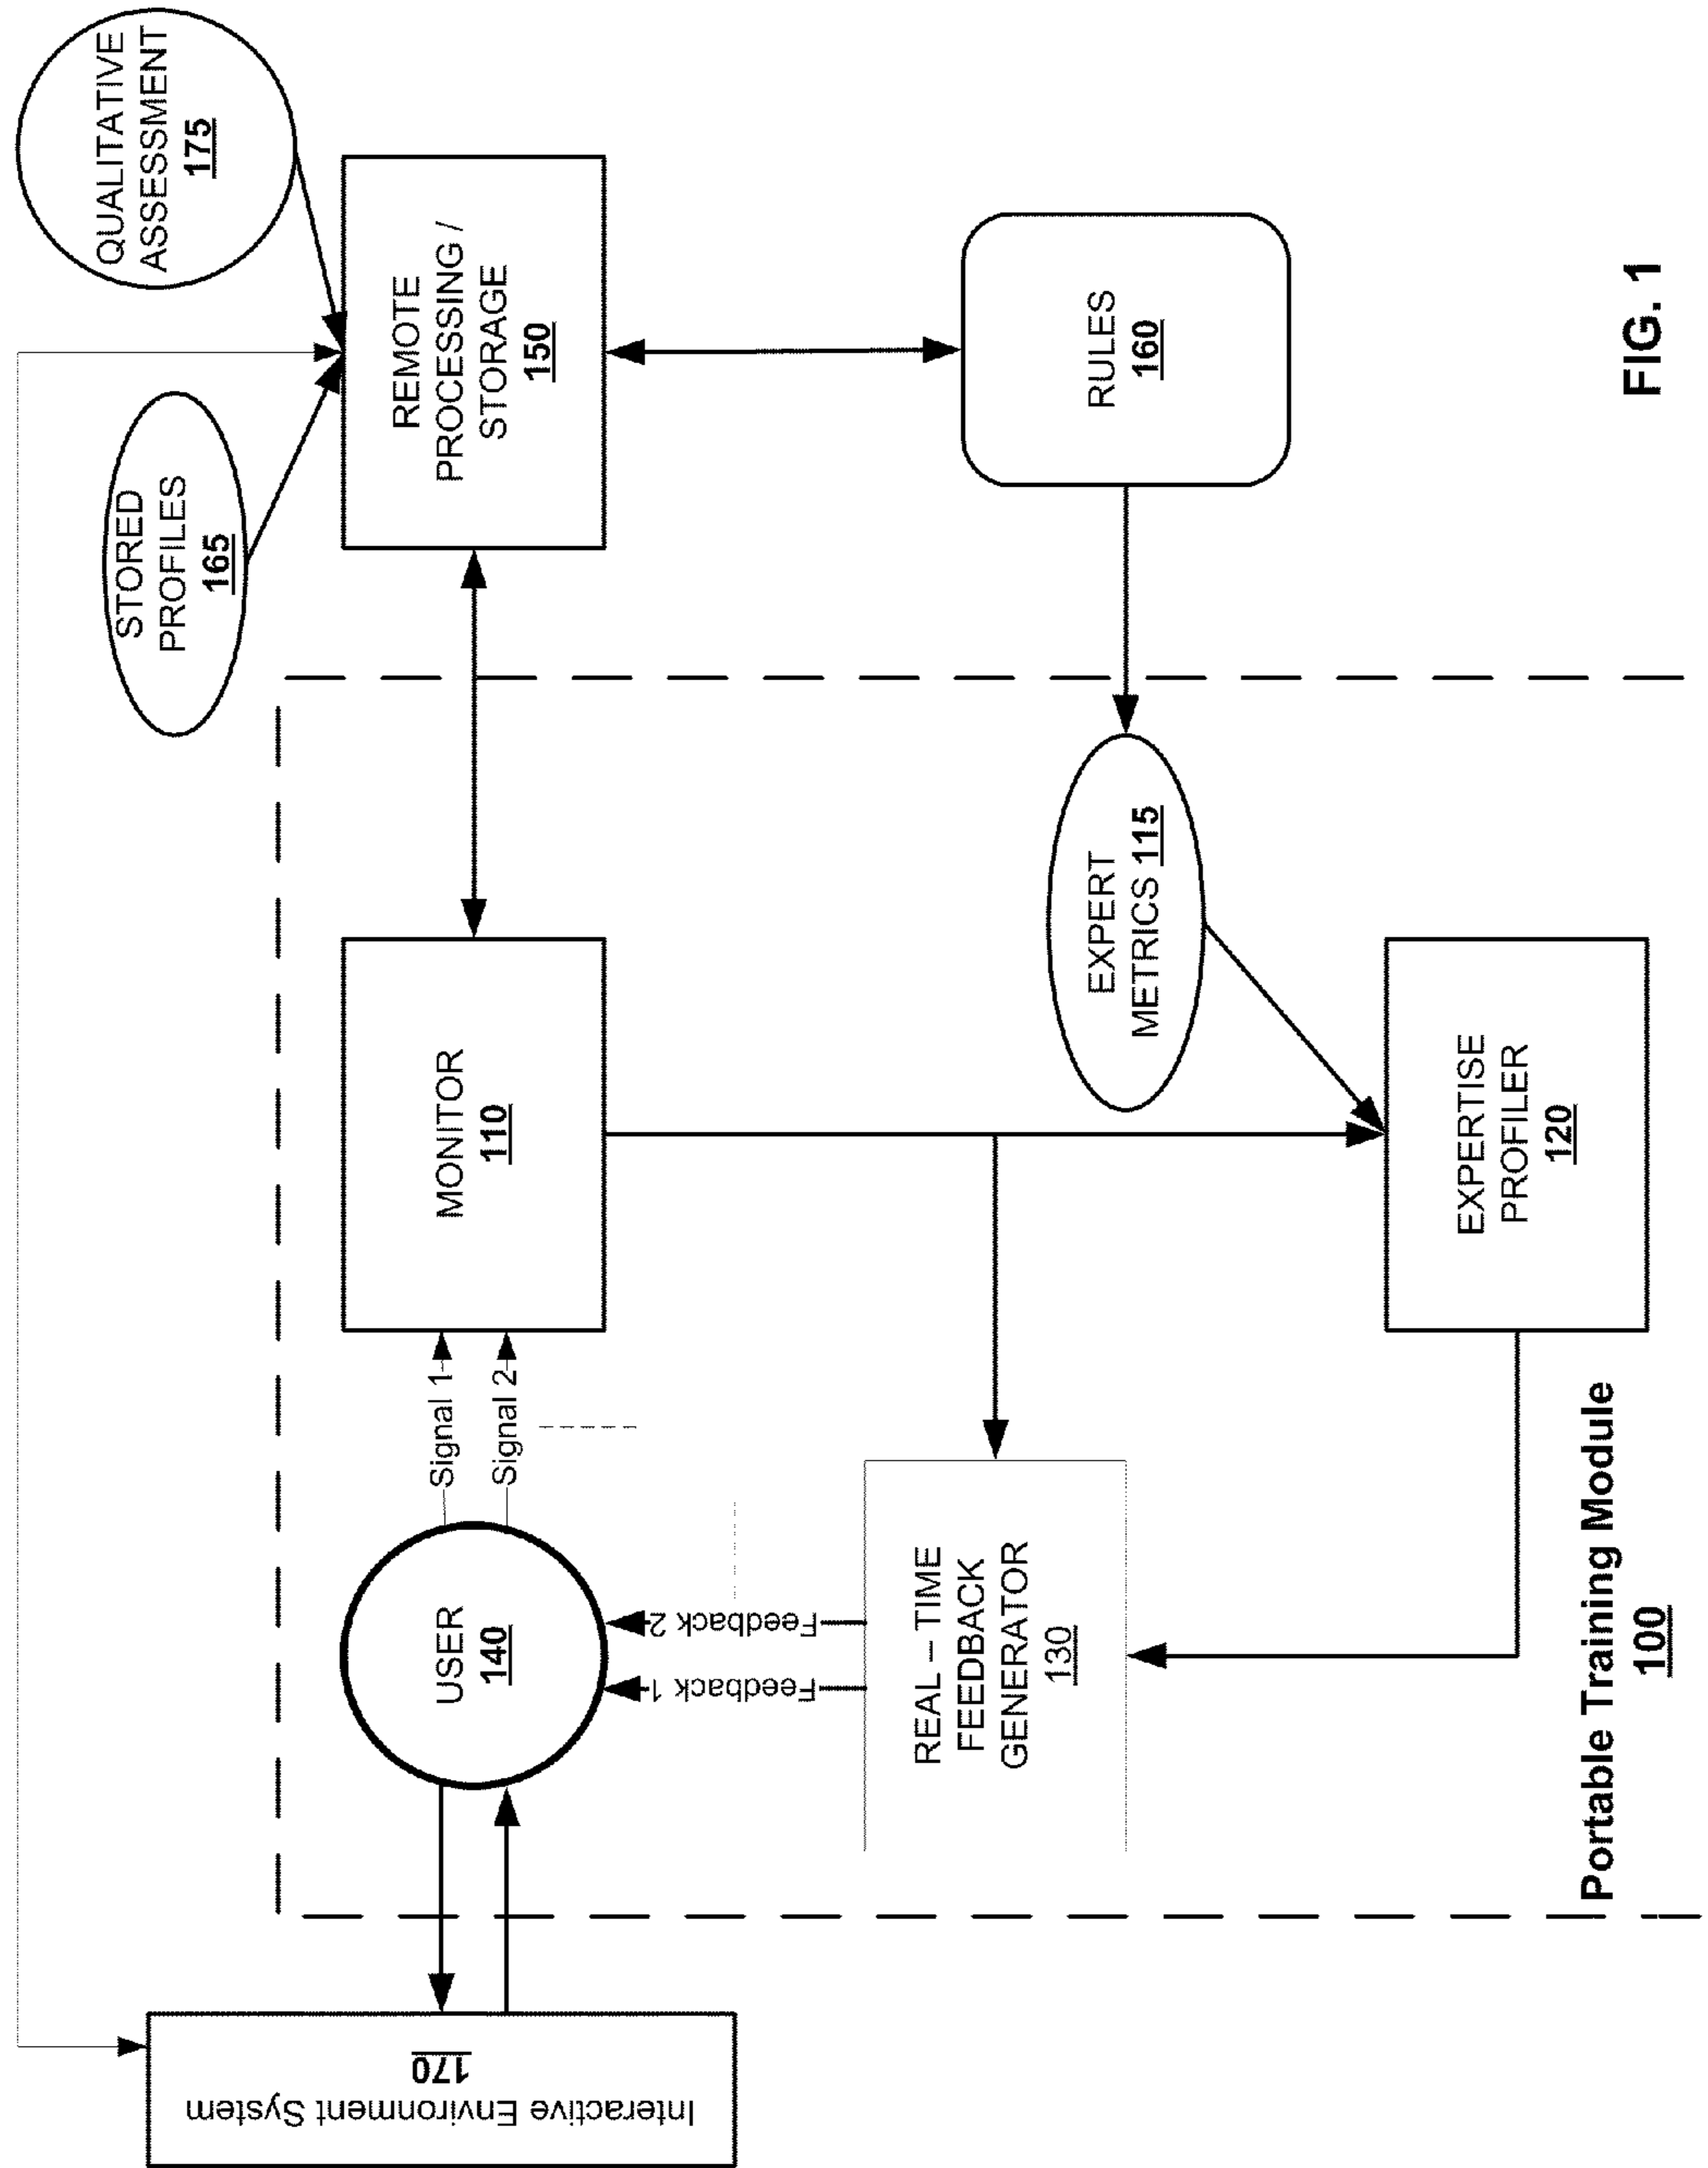 QUALITATIVE
ASSESSMENT
175
STORED
PROFILES
165
REMOTE
PROCESSING /
STORAGE
150
RULES
160
MONITOR
110
EXPERT
METRICS 115
EXPERTISE
PROFILER
120
Signal 1
Signal 2
USER
140
Feedback 1
Feedback 2
REAL – TIME
FEEDBACK
GENERATOR
130
Interactive Environment System
170
Portable Training Module
100
FIG. 1